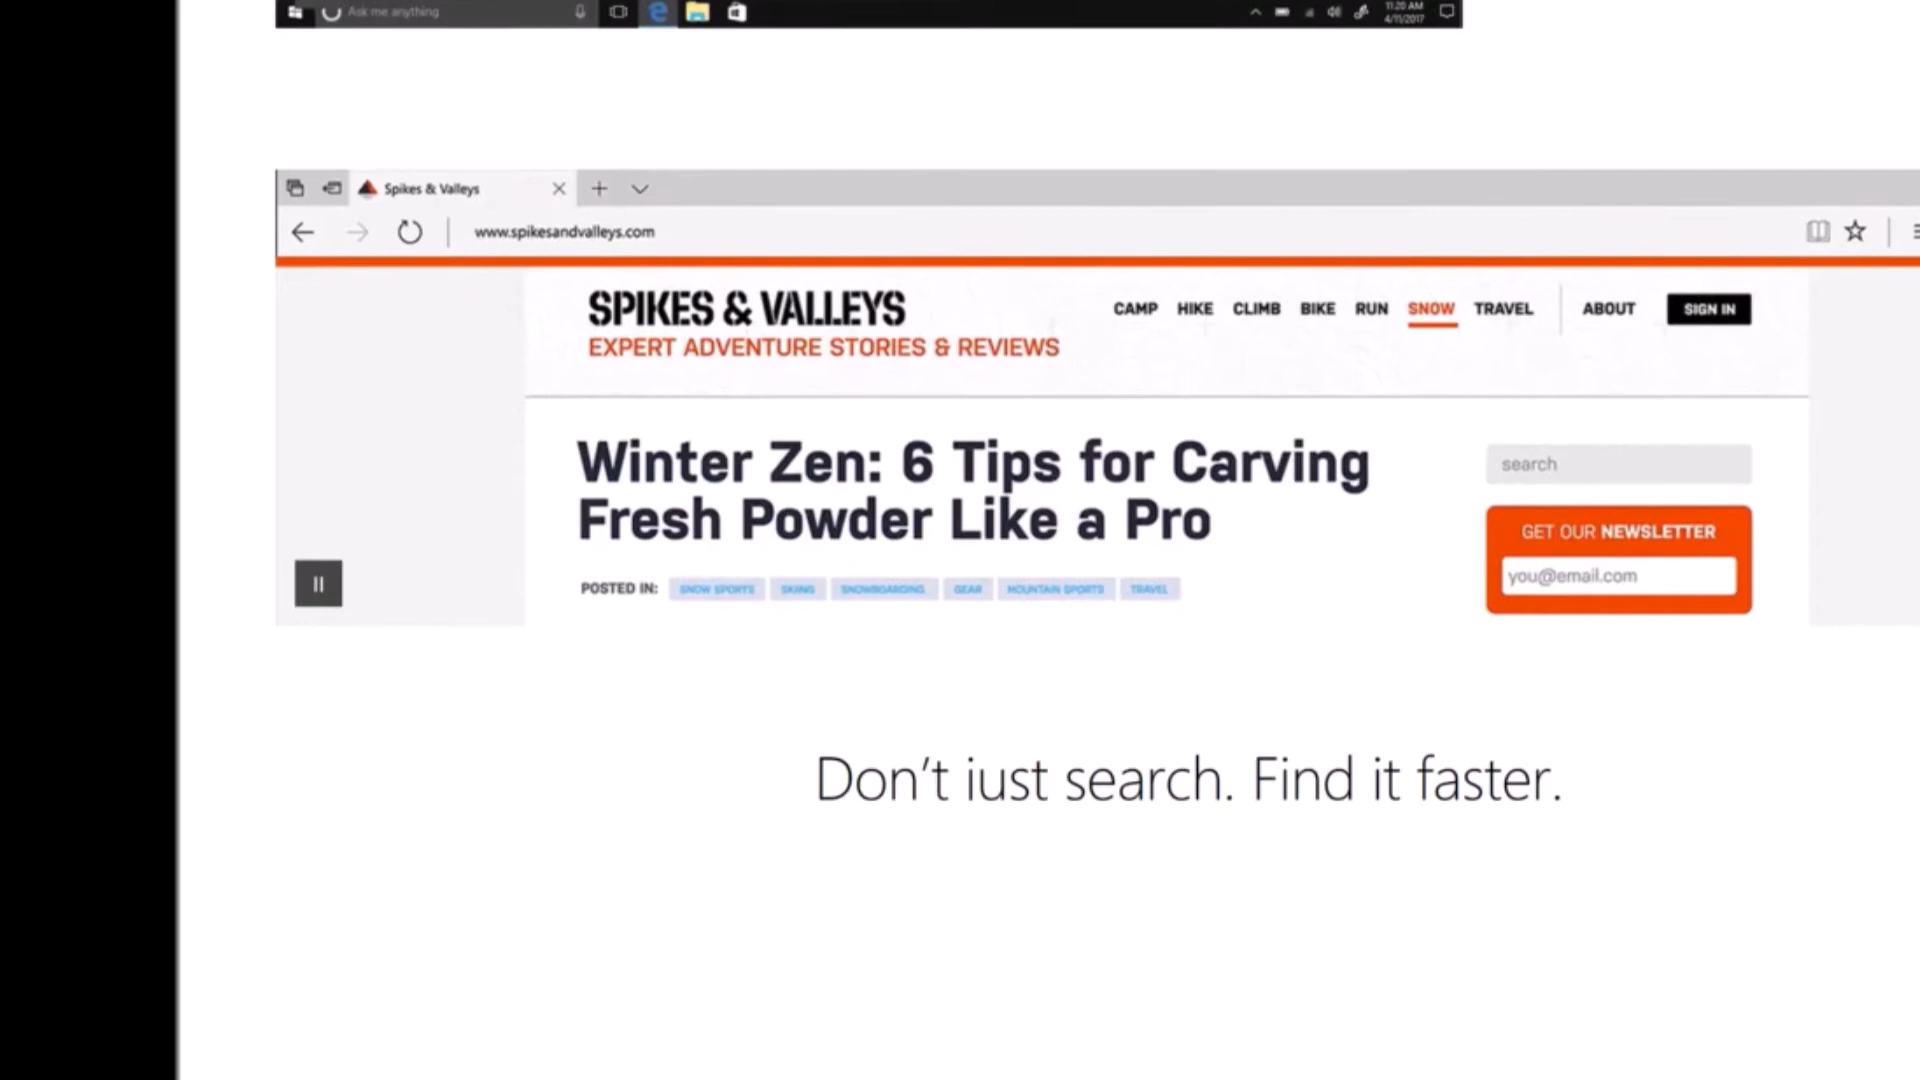 Ask me anything
11:20 AM
4/11/2017
Spikes & Valleys
www.spikesandvalleys.com
SPIKES & VALLEYS
EXPERT ADVENTURE STORIES & REVIEWS
CAMP HIKE CLIMB BIKE RUN SNOW TRAVEL ABOUT SIGN IN
Winter Zen: 6 Tips for Carving
Fresh Powder Like a Pro
search
GET OUR NEWSLETTER
you@email.com
POSTED IN: SNOW SPORTS SKIING SNOWBOARDING GEAR MOUNTAIN SPORTS TRAVEL
Don’t just search. Find it faster.